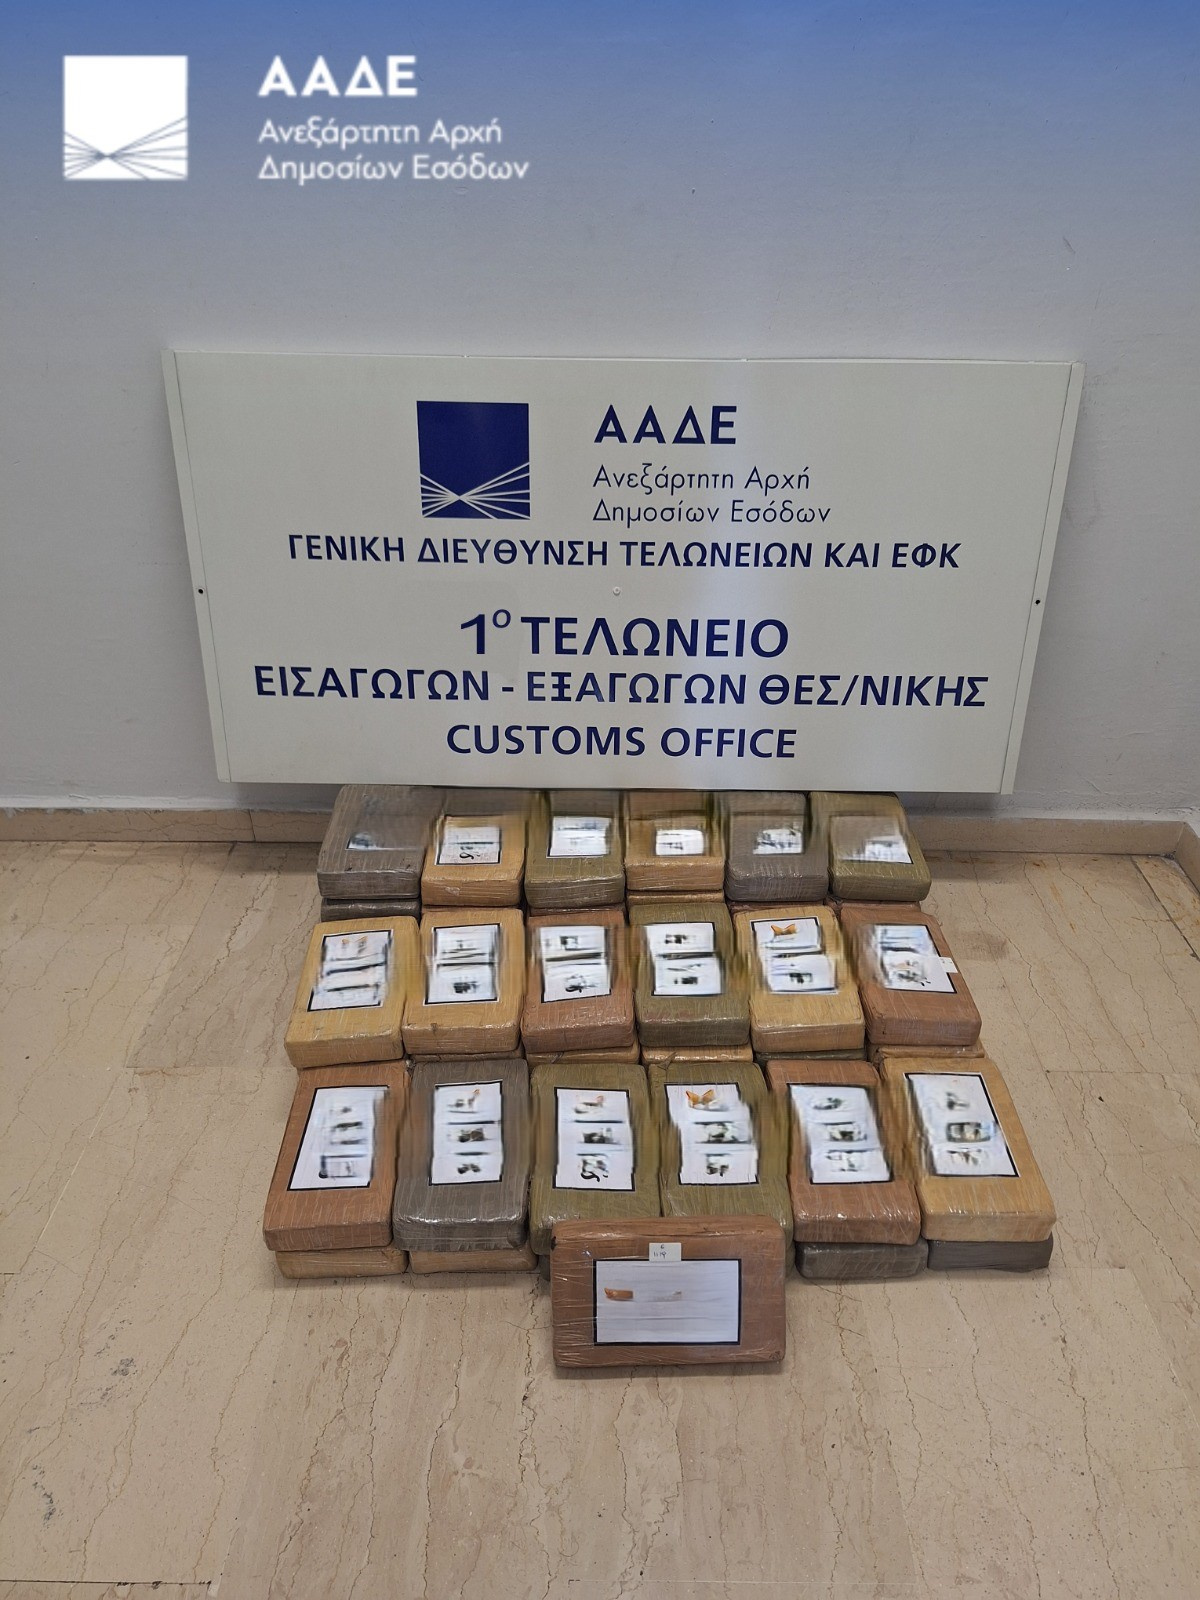 ΑΑΔΕ
Ανεξάρτητη Αρχή
Δημοσίων Εσόδων
ΑΑΔΕ
Ανεξάρτητη Αρχή
Δημοσίων Εσόδων
ΓΕΝΙΚΗ ΔΙΕΥΘΥΝΣΗ ΤΕΛΩΝΕΙΩΝ ΚΑΙ ΕΦΚ
1º ΤΕΛΩΝΕΙΟ
ΕΙΣΑΓΩΓΩΝ - ΕΞΑΓΩΓΩΝ ΘΕΣ/ΝΙΚΗΣ
CUSTOMS OFFICE